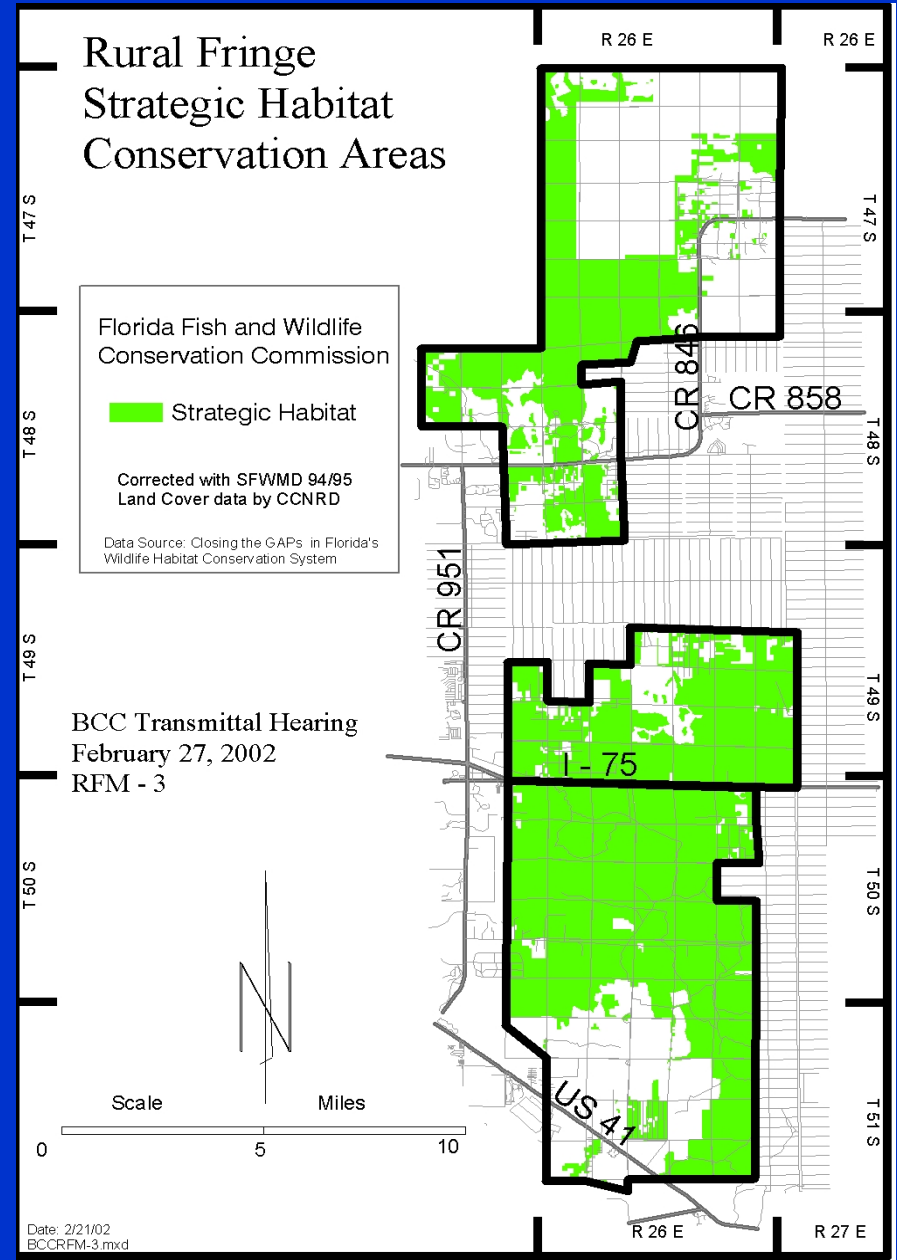 Rural Fringe
Strategic Habitat
Conservation Areas
R 26 E
R 26 E
T 47 S
T 47 S
Florida Fish and Wildlife
Conservation Commission
Strategic Habitat
Corrected with SFWMD 94/95
Land Cover data by CCNRD
Data Source: Closing the GAPs in Florida's
Wildlife Habitat Conservation System
CR 846
CR 858
T 48 S
T 48 S
CR 951
T 49 S
T 49 S
BCC Transmittal Hearing
February 27, 2002
RFM - 3
I - 75
T 50 S
T 50 S
N
US 41
T 51 S
Scale Miles
0 5 10
R 26 E
R 27 E
Date: 2/21/02
BCCRFM-3.mxd